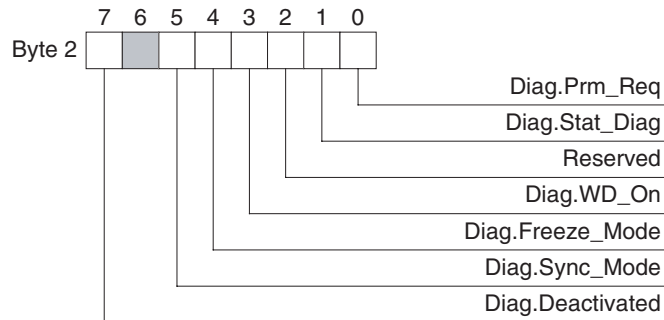 7 6 5 4 3 2 1 0
Byte 2
Diag.Prm_Req
Diag.Stat_Diag
Reserved
Diag.WD_On
Diag.Freeze_Mode
Diag.Sync_Mode
Diag.Deactivated